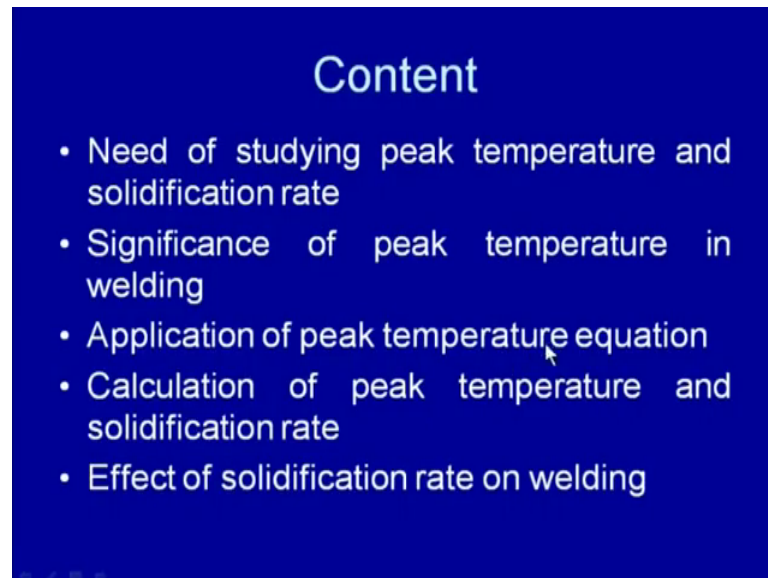 Content
• Need of studying peak temperature and
solidification rate
• Significance of peak temperature in
welding
• Application of peak temperature equation
• Calculation of peak temperature and
solidification rate
• Effect of solidification rate on welding